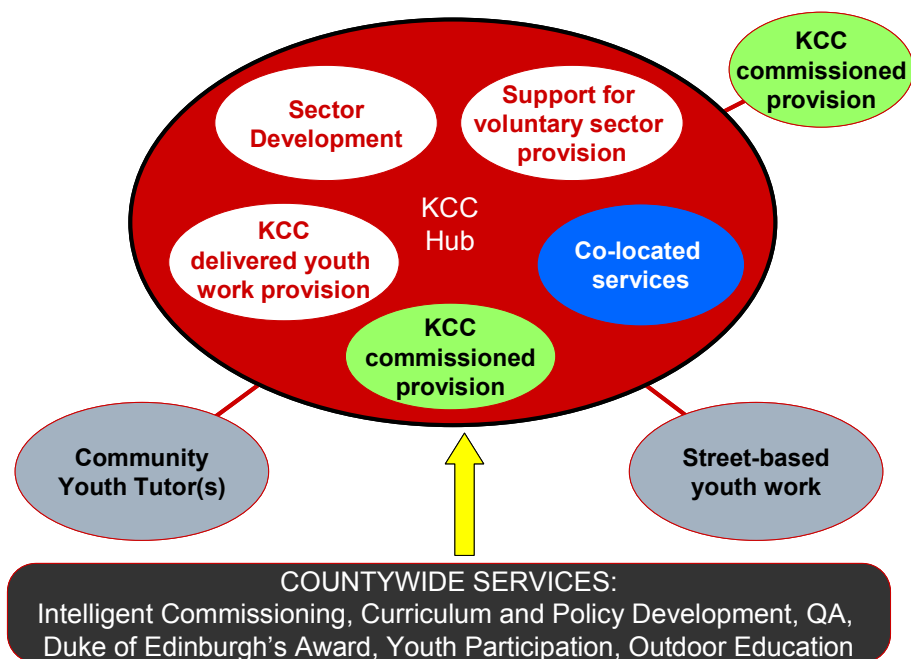 KCC
commissioned
provision
Sector
Development
Support for
voluntary sector
provision
KCC
Hub
KCC
delivered youth
work provision
Co-located
services
KCC
commissioned
provision
Community
Youth Tutor(s)
Street-based
youth work
COUNTYWIDE SERVICES:
Intelligent Commissioning, Curriculum and Policy Development, QA,
Duke of Edinburgh's Award, Youth Participation, Outdoor Education